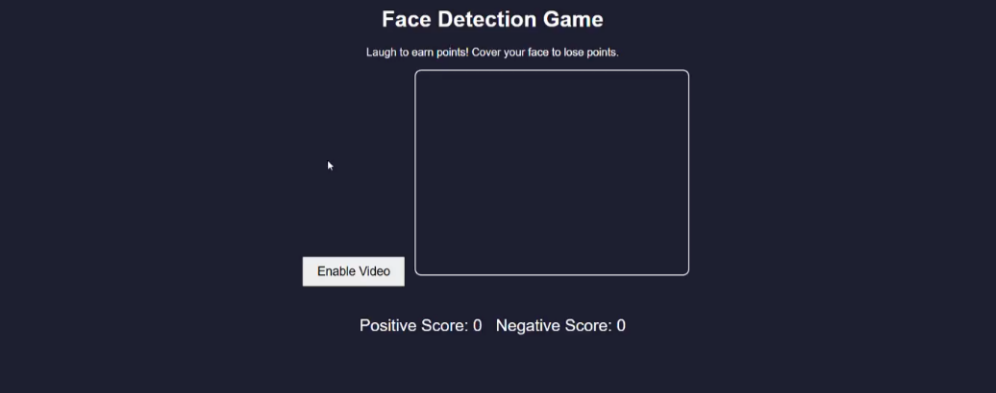 Face Detection Game
Laugh to earn points! Cover your face to lose points.
Enable Video
Positive Score: 0 Negative Score: 0